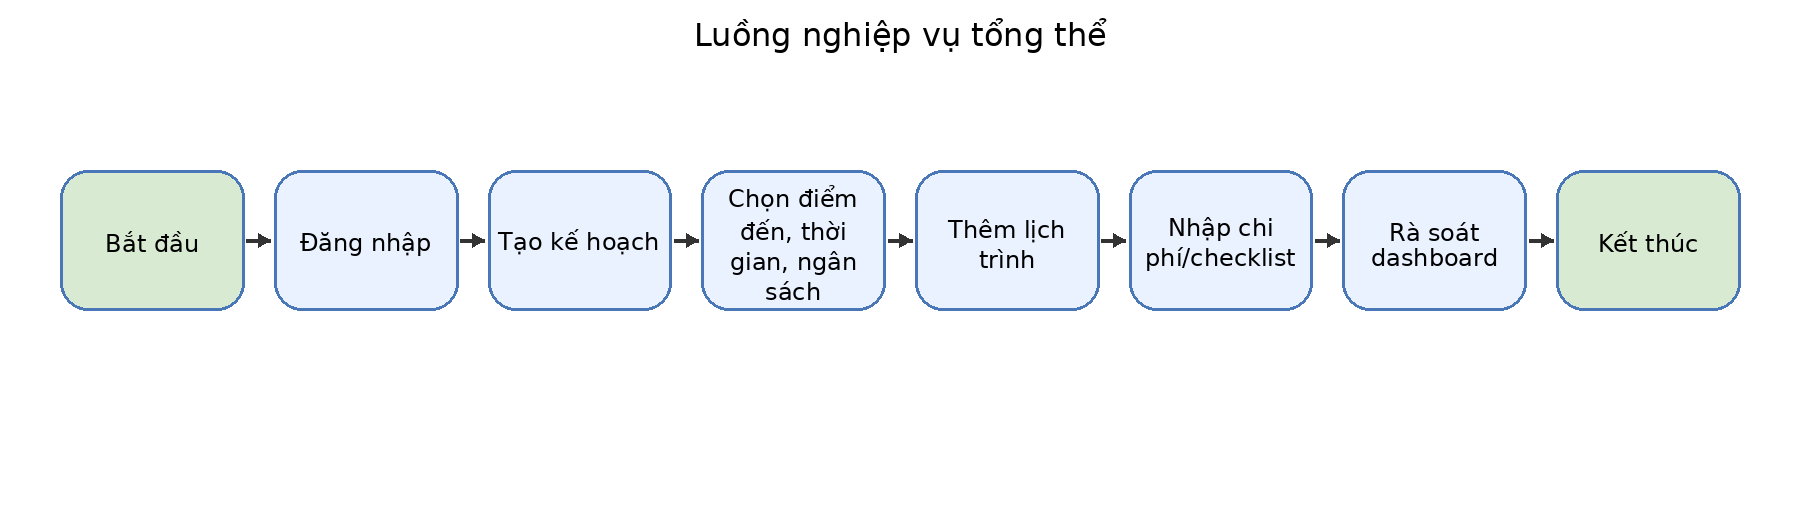 Luồng nghiệp vụ tổng thể
Bắt đầu
Đăng nhập
Tạo kế hoạch
Chọn điểm
đến, thời
gian, ngân
sách
Thêm lịch
trình
Nhập chi
phí/checklist
Rà soát
dashboard
Kết thúc